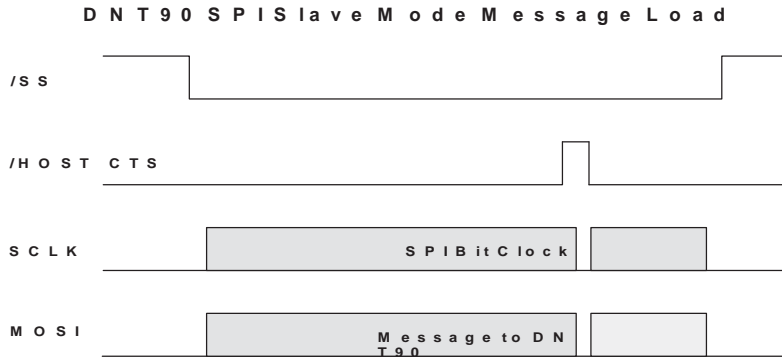 DNT90 SPI Slave Mode Message Load
/SS
/HOST CTS
SCLK
SPI Bit Clock
MOSI
Message to DN
T90